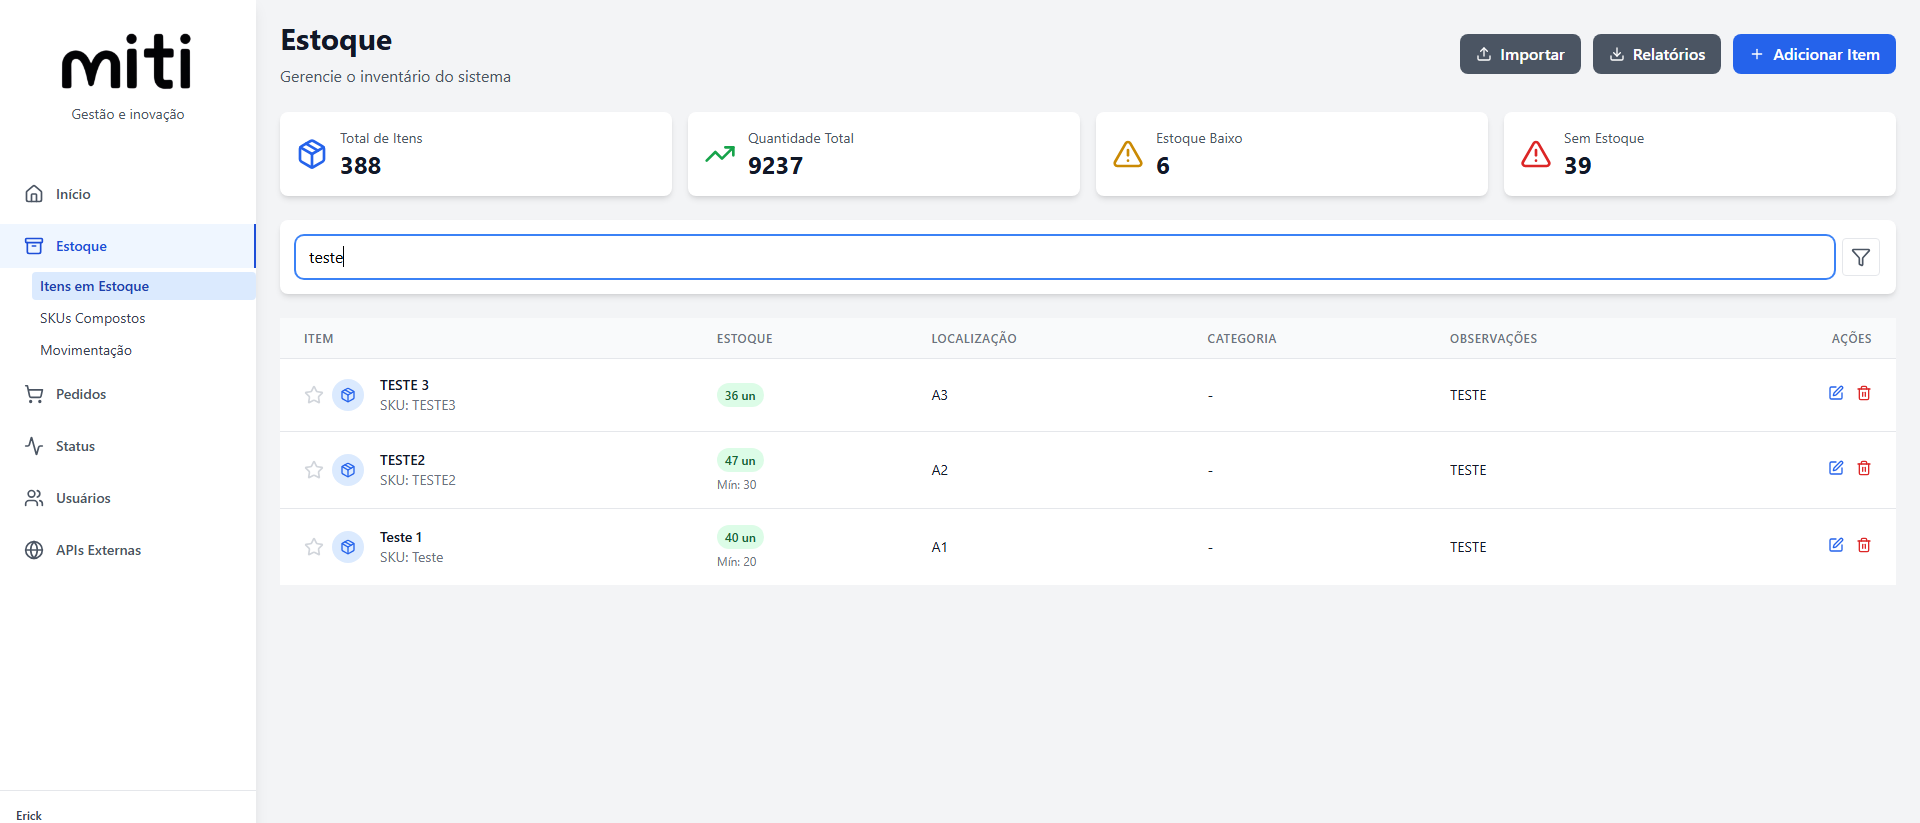 miti
Gestão e inovação
Início
Estoque
Itens em Estoque
SKUs Compostos
Movimentação
Pedidos
Status
Usuários
APIs Externas
Erick
Estoque
Gerencie o inventário do sistema
Importar
Relatórios
Adicionar Item
Total de Itens
388
Quantidade Total
9237
Estoque Baixo
6
Sem Estoque
39
teste
ITEM ESTOQUE LOCALIZAÇÃO CATEGORIA OBSERVAÇÕES AÇÕES
TESTE 3
SKU: TESTE3
36 un
A3
-
TESTE
TESTE2
SKU: TESTE2
47 un
Mín: 30
A2
-
TESTE
Teste 1
SKU: Teste
40 un
Mín: 20
A1
-
TESTE